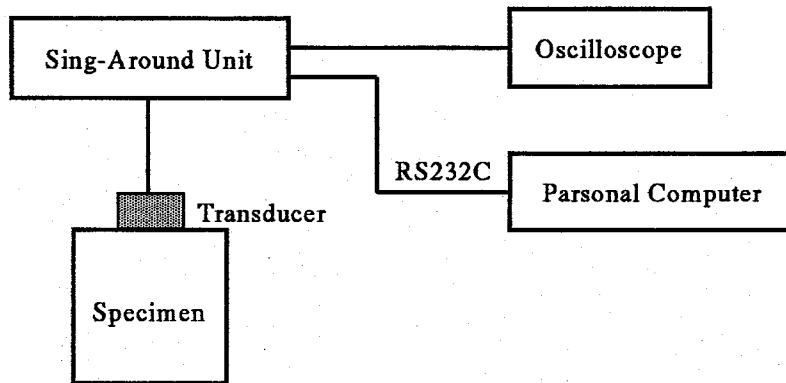 Sing-Around Unit
Oscilloscope
RS232C
Parsonal Computer
Transducer
Specimen